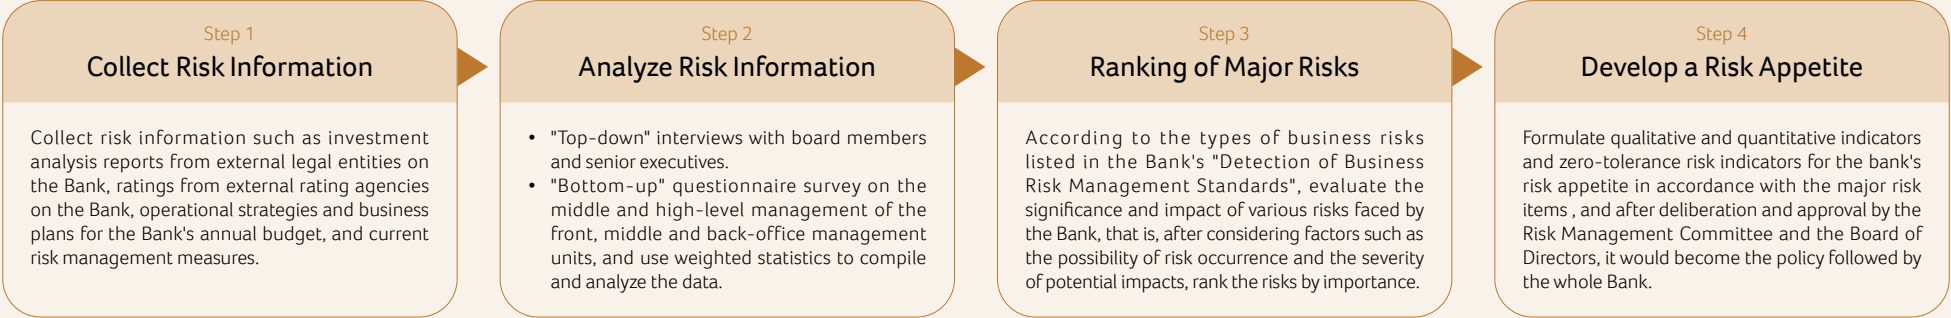 Step 1
Collect Risk Information
Collect risk information such as investment
analysis reports from external legal entities on
the Bank, ratings from external rating agencies
on the Bank, operational strategies and business
plans for the Bank's annual budget, and current
risk management measures.
Step 2
Analyze Risk Information
• "Top-down" interviews with board members
and senior executives.
• "Bottom-up" questionnaire survey on the
middle and high-level management of the
front, middle and back-office management
units, and use weighted statistics to compile
and analyze the data.
Step 3
Ranking of Major Risks
According to the types of business risks
listed in the Bank's "Detection of Business
Risk Management Standards", evaluate the
significance and impact of various risks faced by
the Bank, that is, after considering factors such as
the possibility of risk occurrence and the severity
of potential impacts, rank the risks by importance.
Step 4
Develop a Risk Appetite
Formulate qualitative and quantitative indicators
and zero-tolerance risk indicators for the bank's
risk appetite in accordance with the major risk
items , and after deliberation and approval by the
Risk Management Committee and the Board of
Directors, it would become the policy followed by
the whole Bank.